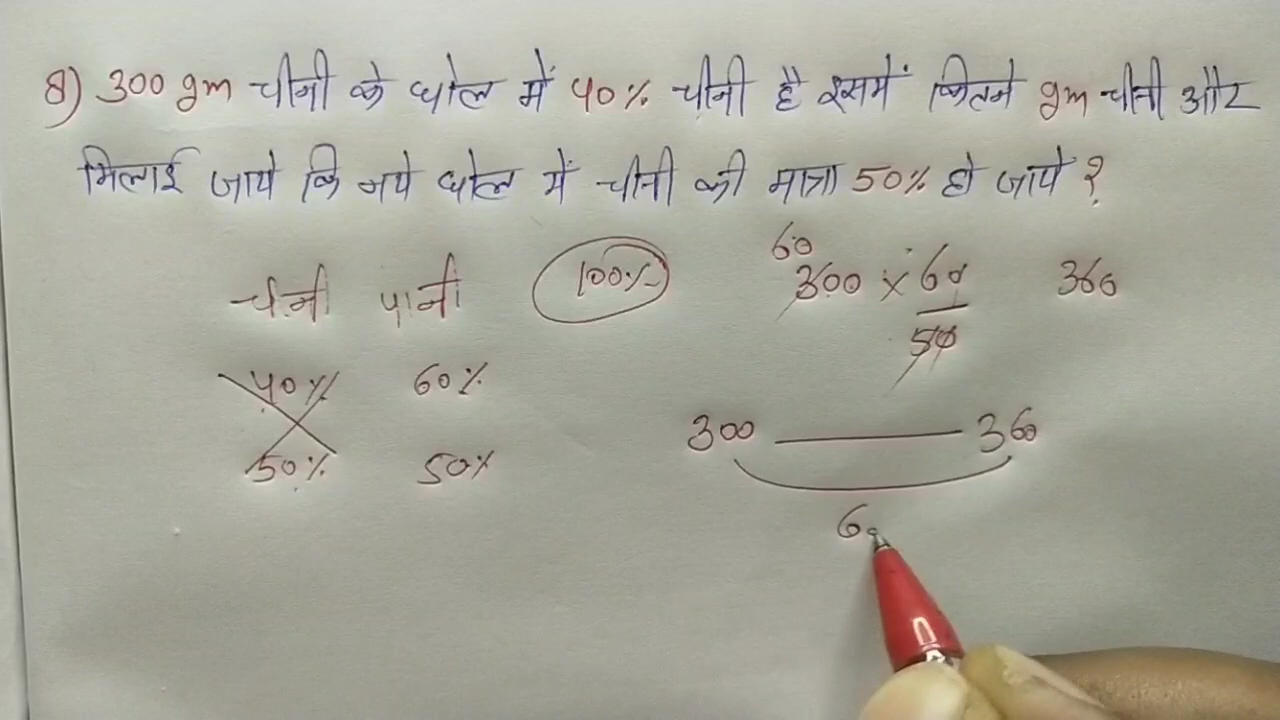 8) 300 gm चीनी के घोल में 40% चीनी है इसमें कितने gm चीनी और
मिलाई जाये कि नये घोल में चीनी की मात्रा 50% हो जाये ?
चीनी पानी 100%
60
300 × 60 360
50
40% 60%
50% 50%
300 — 360
60